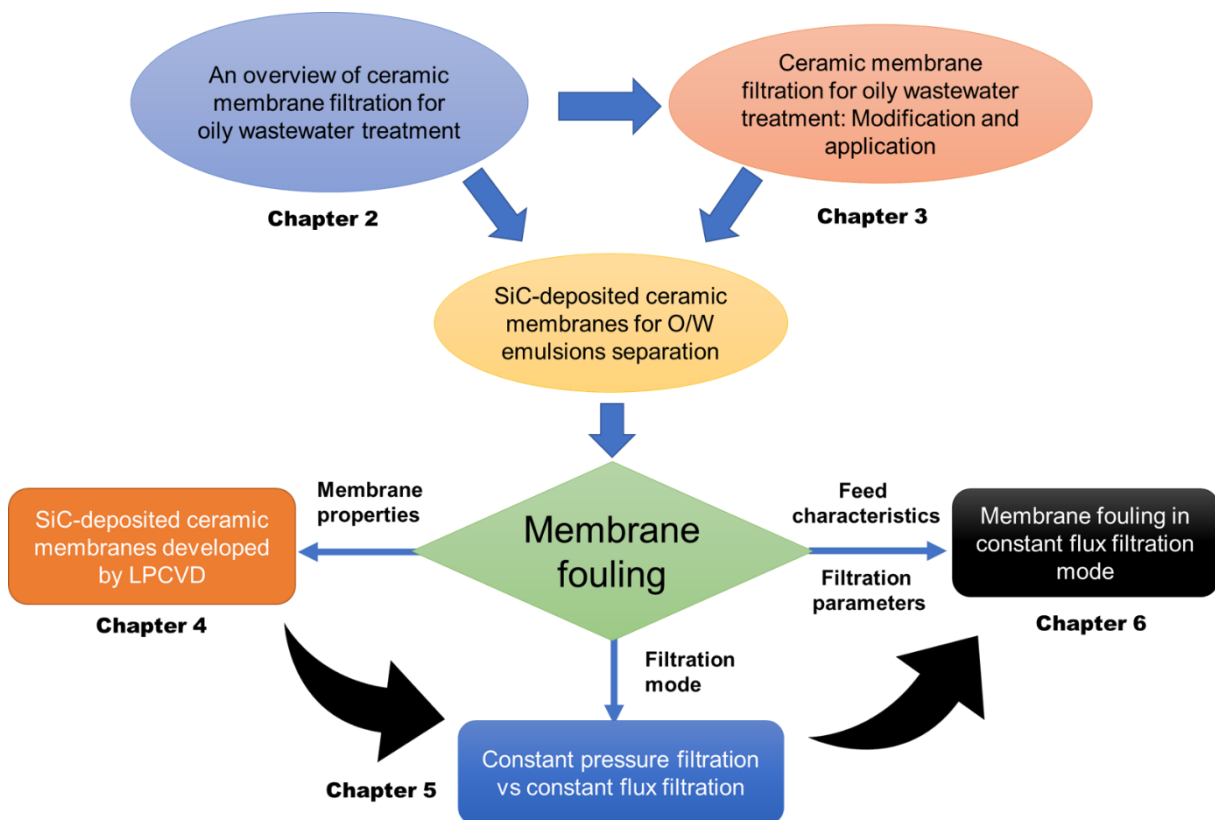 An overview of ceramic
membrane filtration for
oily wastewater treatment
Chapter 2
Ceramic membrane
filtration for oily wastewater
treatment: Modification and
application
Chapter 3
SiC-deposited ceramic
membranes for O/W
emulsions separation
Membrane
properties
SiC-deposited ceramic
membranes developed
by LPCVD
Chapter 4
Membrane
fouling
Feed
characteristics
Filtration
parameters
Membrane fouling in
constant flux filtration
mode
Chapter 6
Filtration
mode
Chapter 5
Constant pressure filtration
vs constant flux filtration